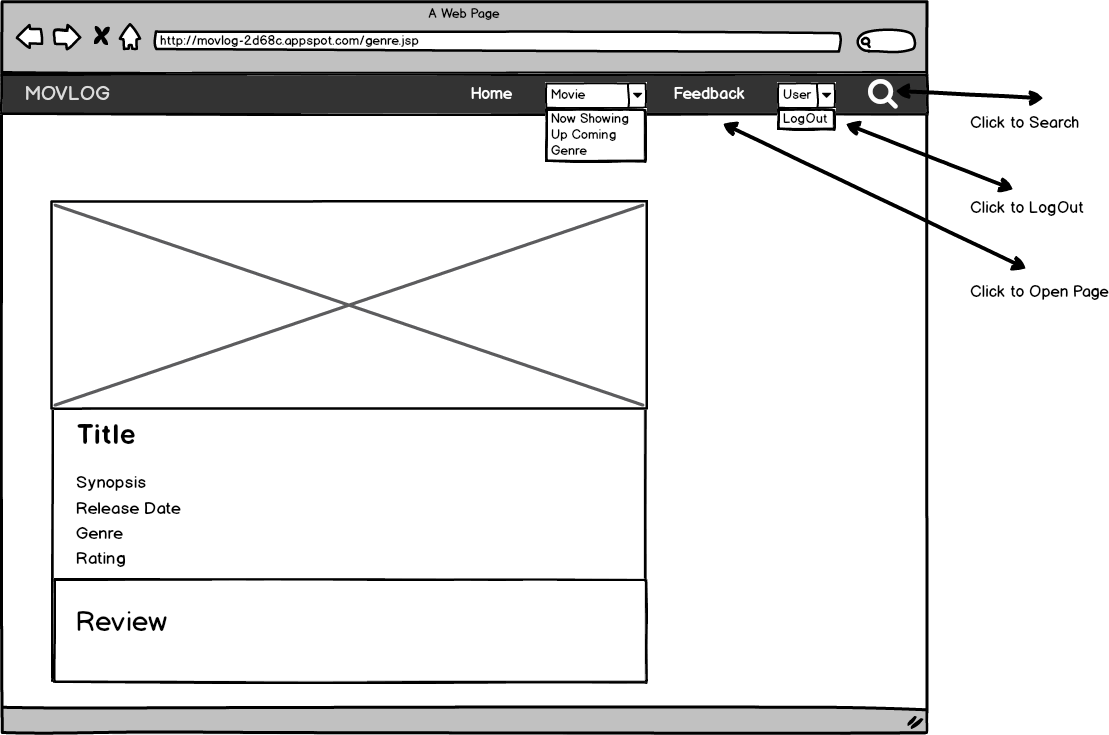 A Web Page
http://movlog-2d68c.appspot.com/genre.jsp
MOVLOG
Home
Movie
Feedback
User
Now Showing
Up Coming
Genre
LogOut
Click to Search
Click to LogOut
Click to Open Page
Title
Synopsis
Release Date
Genre
Rating
Review